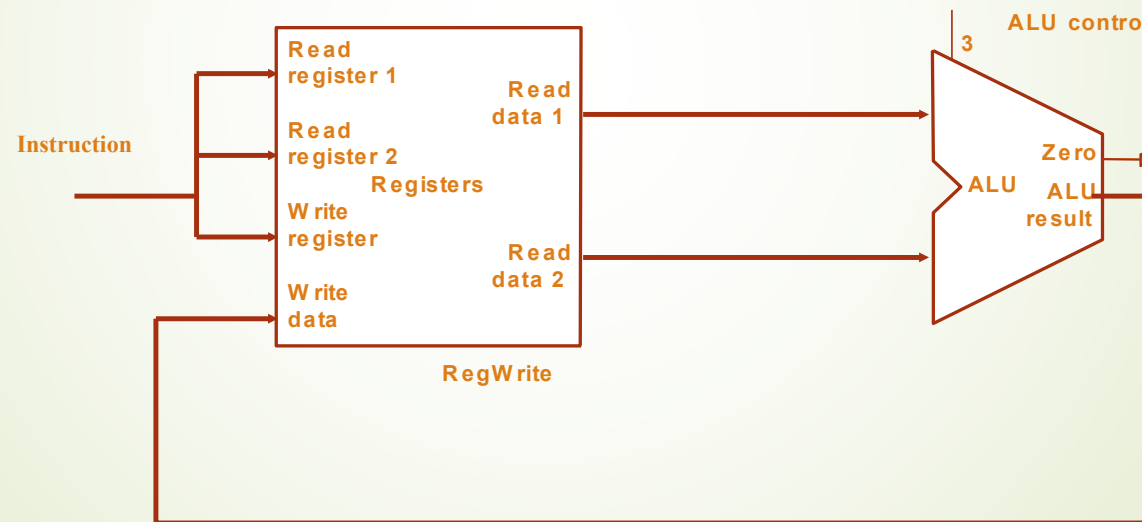 ALU contro
3
Read
register 1
Read
data 1
Read
register 2
Instruction
Registers
Zero
ALU
ALU
result
Write
register
Read
data 2
Write
data
RegWrite